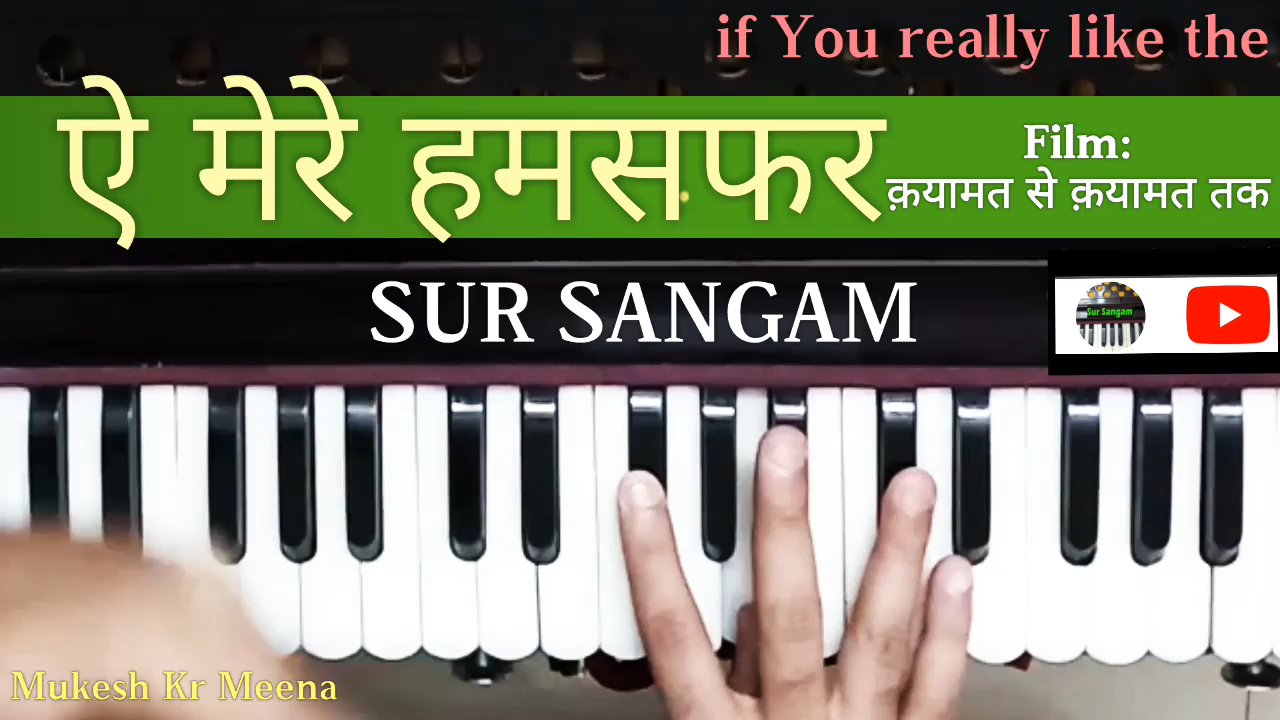 if You really like the
ऐ मेरे हमसफर
Film:
क़यामत से क़यामत तक
SUR SANGAM
Sur Sangam
Mukesh Kr Meena